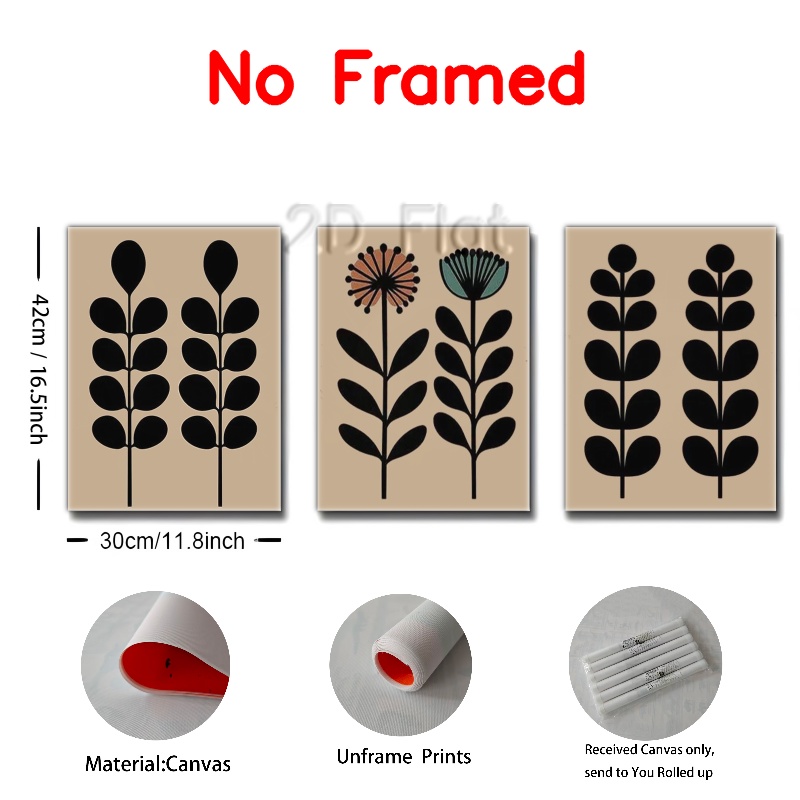 No Framed
2D Flat
42cm / 16.5inch
30cm/11.8inch
Material:Canvas
Unframe Prints
Received Canvas only,
send to You Rolled up